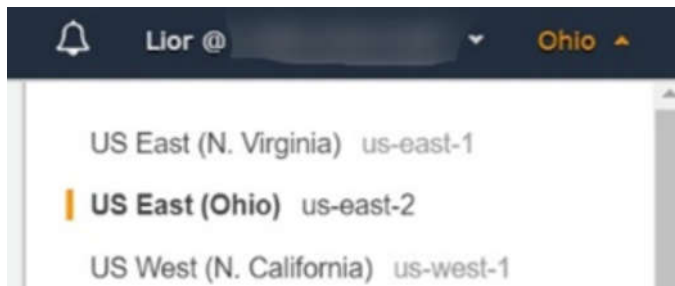 Lior @ Ohio
US East (N. Virginia) us-east-1
US East (Ohio) us-east-2
US West (N. California) us-west-1